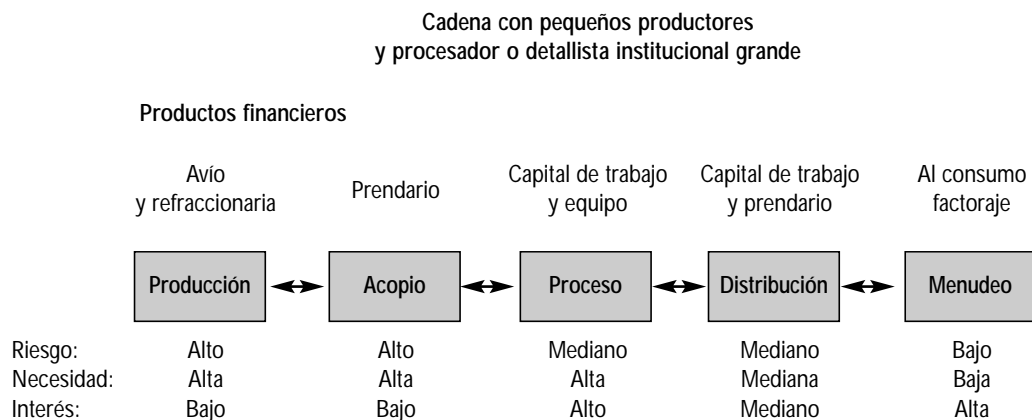 Cadena con pequeños productores
y procesador o detallista institucional grande
Productos financieros
Avío
y refraccionaria
Prendario
Capital de trabajo
y equipo
Capital de trabajo
y prendario
Al consumo
factoraje
Producción
Acopio
Proceso
Distribución
Menudeo
Riesgo: Alto Alto Mediano Mediano Bajo
Necesidad: Alta Alta Alta Mediana Baja
Interés: Bajo Bajo Alto Mediano Alta